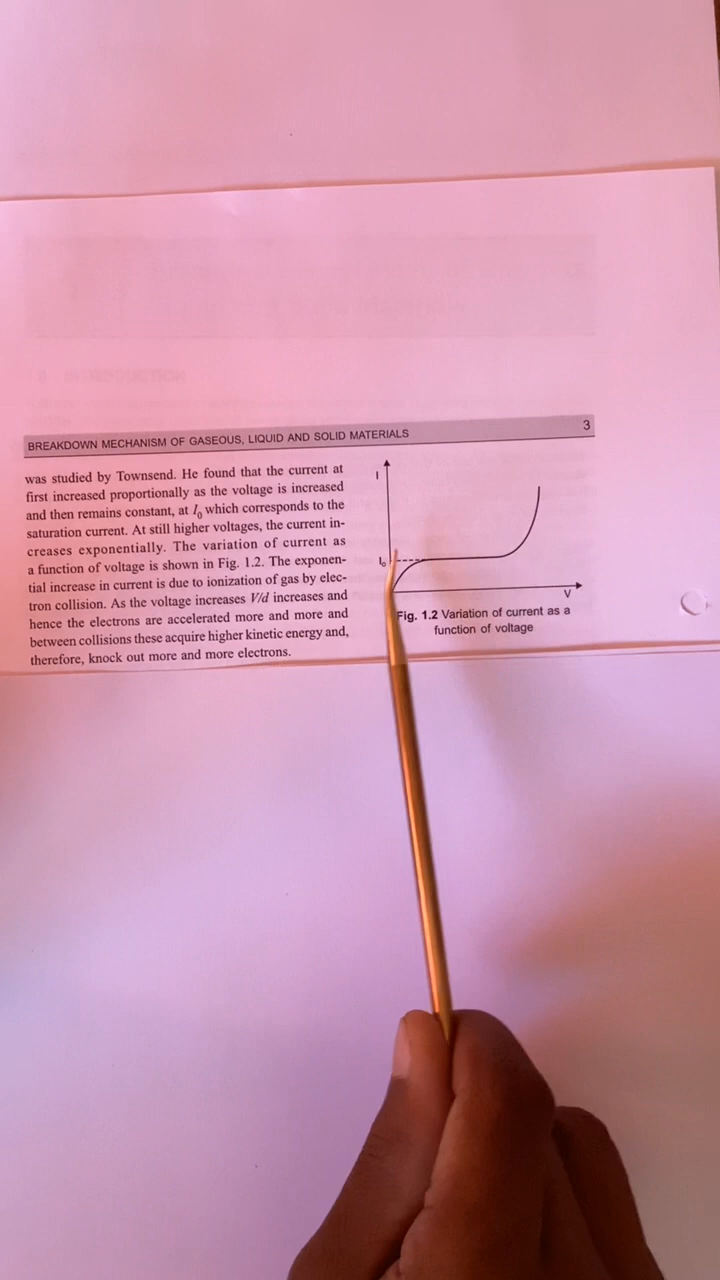 BREAKDOWN MECHANISM OF GASEOUS, LIQUID AND SOLID MATERIALS 3
was studied by Townsend. He found that the current at
first increased proportionally as the voltage is increased
and then remains constant, at I₀ which corresponds to the
saturation current. At still higher voltages, the current in-
creases exponentially. The variation of current as
a function of voltage is shown in Fig. 1.2. The exponen-
tial increase in current is due to ionization of gas by elec-
tron collision. As the voltage increases V/d increases and
hence the electrons are accelerated more and more and
between collisions these acquire higher kinetic energy and,
therefore, knock out more and more electrons.
I
I₀
V
Fig. 1.2 Variation of current as a
function of voltage